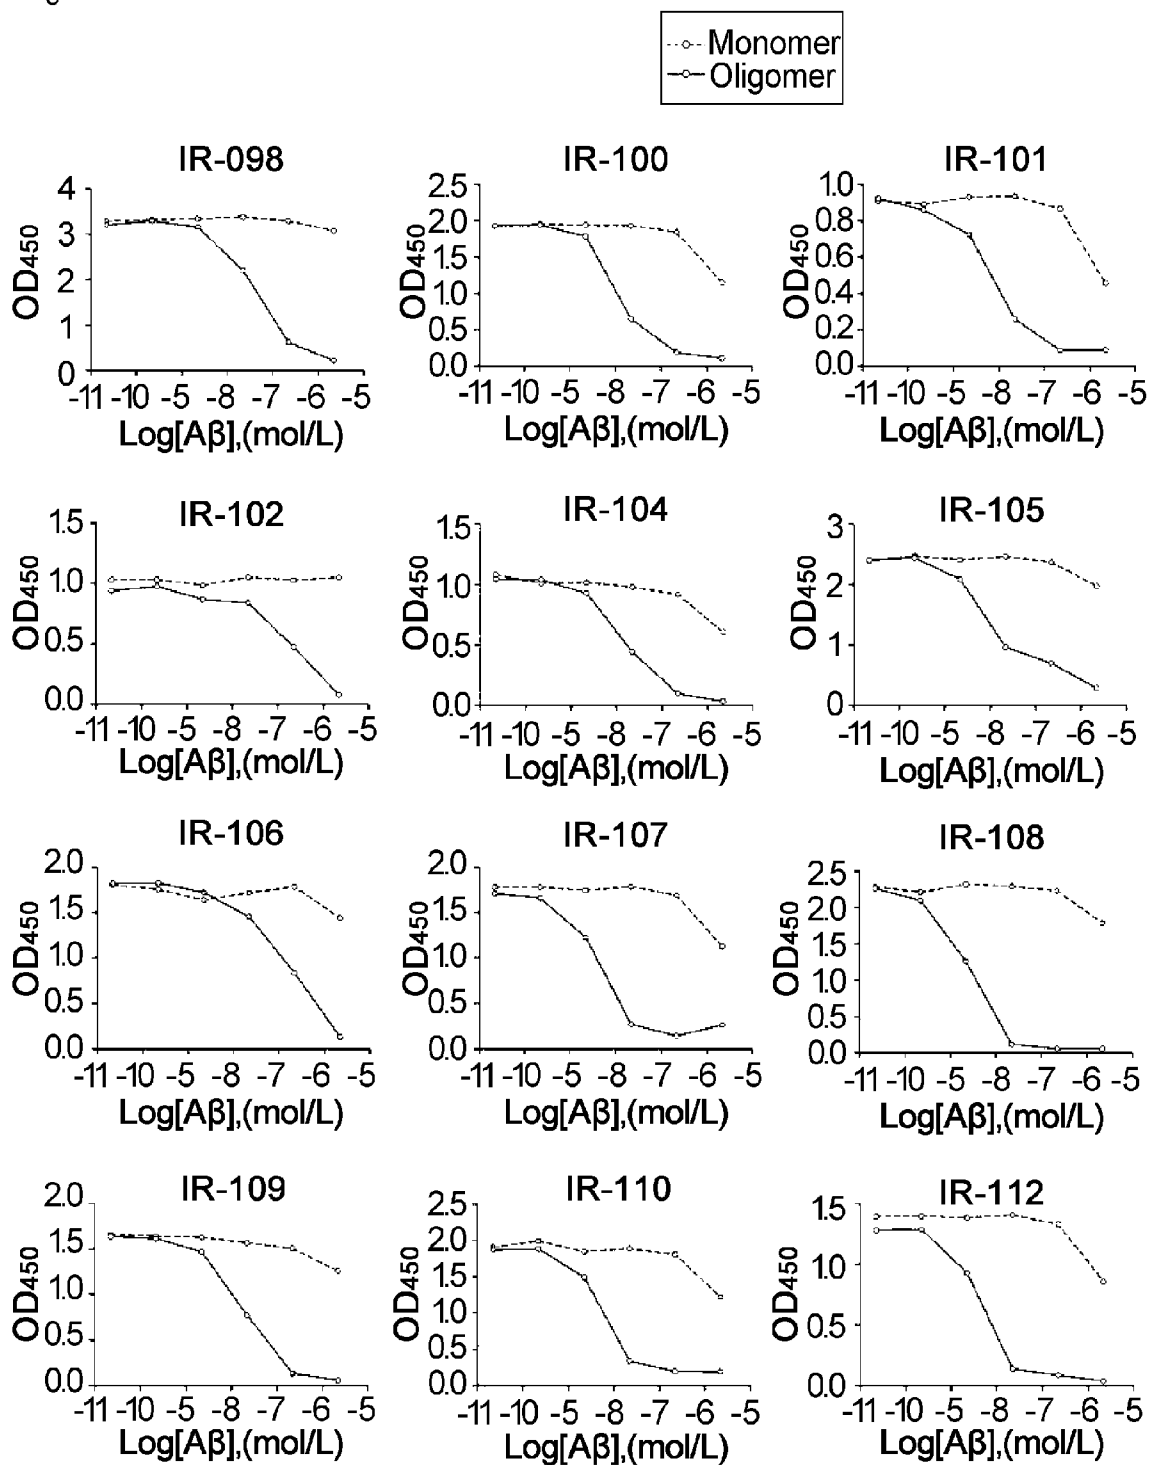 Monomer
Oligomer
IR-098
4
3
2
1
0
OD450
-11 -10 -5 -8 -7 -6 -5
Log[Aβ],(mol/L)
IR-100
2.5
2.0
1.5
1.0
0.5
0.0
OD450
-11 -10 -5 -8 -7 -6 -5
Log[Aβ],(mol/L)
IR-101
1.0
0.8
0.6
0.4
0.2
0.0
OD450
-11 -10 -5 -8 -7 -6 -5
Log[Aβ],(mol/L)
IR-102
1.5
1.0
0.5
0.0
OD450
-11 -10 -5 -8 -7 -6 -5
Log[Aβ],(mol/L)
IR-104
1.5
1.0
0.5
0.0
OD450
-11 -10 -5 -8 -7 -6 -5
Log[Aβ],(mol/L)
IR-105
3
2
1
0
OD450
-11 -10 -5 -8 -7 -6 -5
Log[Aβ],(mol/L)
IR-106
2.0
1.5
1.0
0.5
0.0
OD450
-11 -10 -5 -8 -7 -6 -5
Log[Aβ],(mol/L)
IR-107
2.0
1.5
1.0
0.5
0.0
OD450
-11 -10 -5 -8 -7 -6 -5
Log[Aβ],(mol/L)
IR-108
2.5
2.0
1.5
1.0
0.5
0.0
OD450
-11 -10 -5 -8 -7 -6 -5
Log[Aβ],(mol/L)
IR-109
2.0
1.5
1.0
0.5
0.0
OD450
-11 -10 -5 -8 -7 -6 -5
Log[Aβ],(mol/L)
IR-110
2.5
2.0
1.5
1.0
0.5
0.0
OD450
-11 -10 -5 -8 -7 -6 -5
Log[Aβ],(mol/L)
IR-112
1.5
1.0
0.5
0.0
OD450
-11 -10 -5 -8 -7 -6 -5
Log[Aβ],(mol/L)